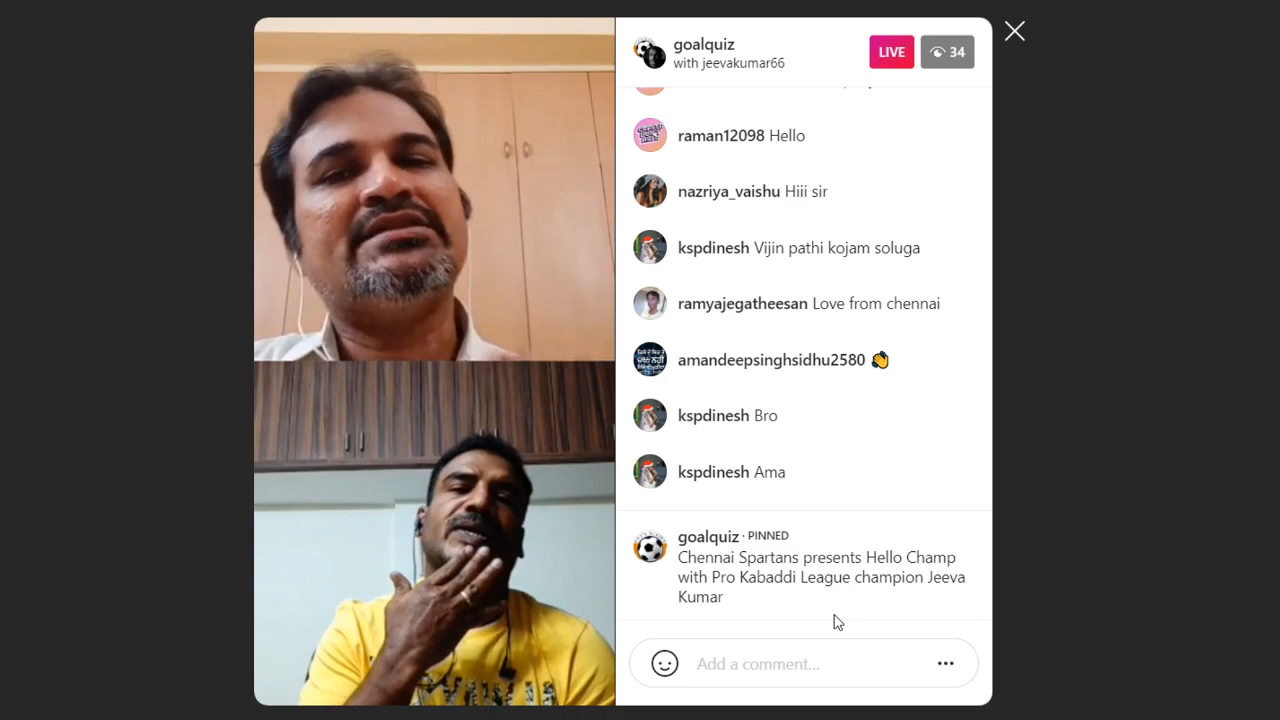 goalquiz
with jeevakumar66
LIVE
34
raman12098 Hello
nazriya_vaishu Hiii sir
kspdinesh Vijin pathi kojam soluga
ramyajegatheesan Love from chennai
amandeepsinghsidhu2580 👏
kspdinesh Bro
kspdinesh Ama
goalquiz · PINNED
Chennai Spartans presents Hello Champ
with Pro Kabaddi League champion Jeeva
Kumar
Add a comment...